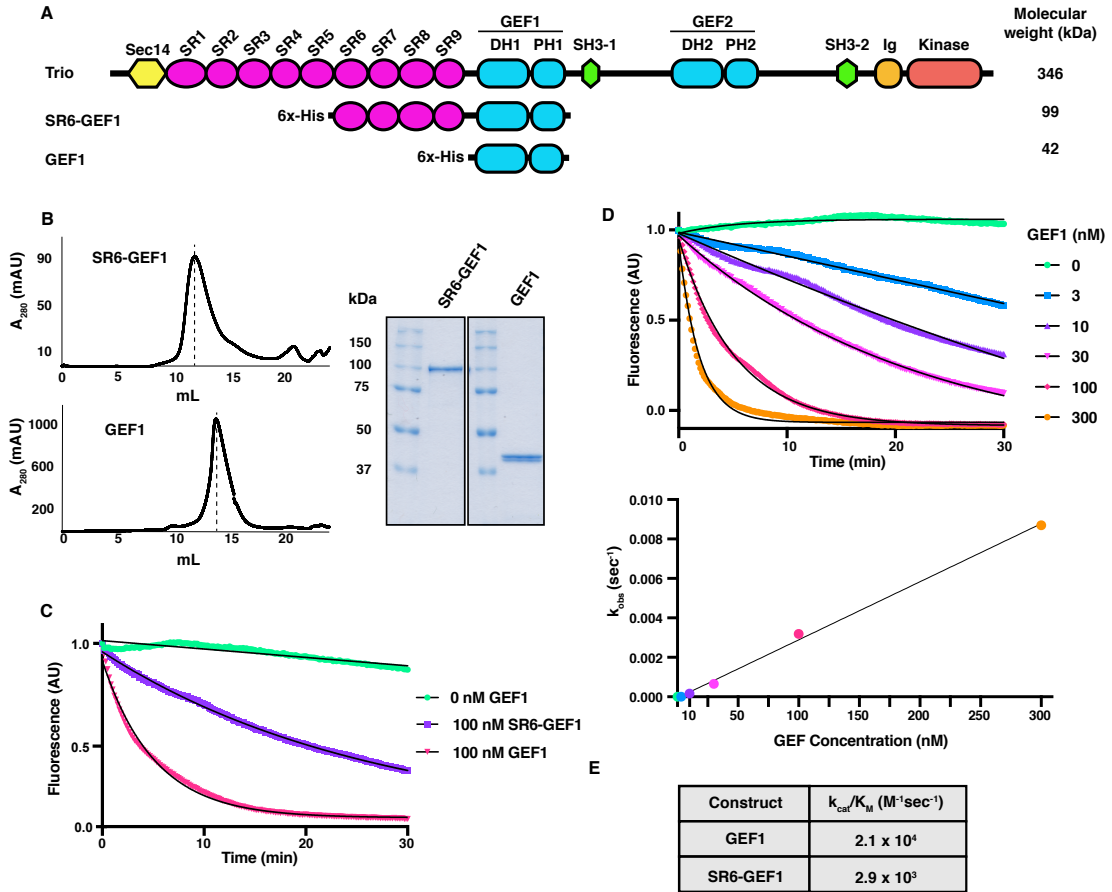 A
Sec14 SR1 SR2 SR3 SR4 SR5 SR6 SR7 SR8 SR9
GEF1
DH1 PH1
SH3-1
GEF2
DH2 PH2
SH3-2 Ig Kinase
Molecular
weight (kDa)
Trio
346
SR6-GEF1
6x-His
99
GEF1
6x-His
42
B
A280 (mAU)
90
50
10
SR6-GEF1
0 5 10 15 20
mL
A280 (mAU)
1000
600
200
GEF1
0 5 10 15 20
mL
kDa
SR6-GEF1
GEF1
150
100
75
50
37
C
Fluorescence (AU)
1.0
0.5
0.0
0 10 20 30
Time (min)
0 nM GEF1
100 nM SR6-GEF1
100 nM GEF1
D
Fluorescence (AU)
1.0
0.5
0.0
0 10 20 30
Time (min)
GEF1 (nM)
0
3
10
30
100
300
kobs (sec-1)
0.010
0.008
0.006
0.004
0.002
0.000
10 50 100 150 200 250 300
GEF Concentration (nM)
E
Construct kcat/KM (M-1sec-1)
GEF1 2.1 x 10⁴
SR6-GEF1 2.9 x 10³